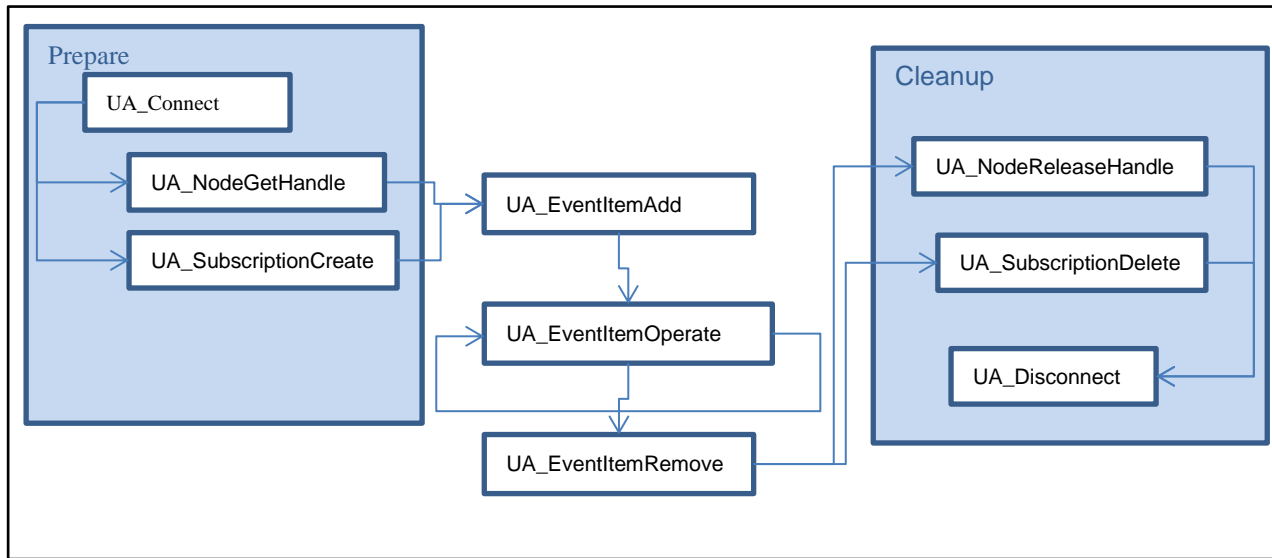 Prepare
UA_Connect
UA_NodeGetHandle
UA_SubscriptionCreate
UA_EventItemAdd
UA_EventItemOperate
UA_EventItemRemove
Cleanup
UA_NodeReleaseHandle
UA_SubscriptionDelete
UA_Disconnect